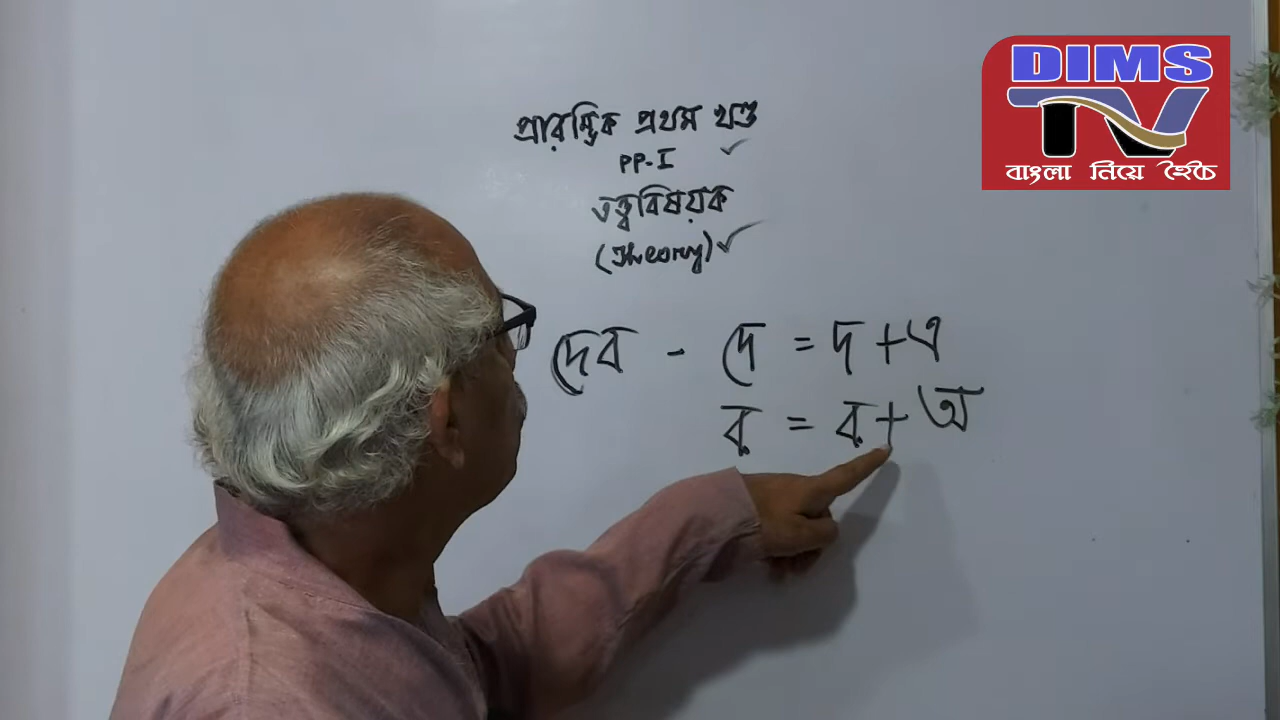 DIMS
TV
বাংলা নিয়ে হৈচৈ
প্রারম্ভিক প্রথম খণ্ড
PP-I
তত্ত্ববিষয়ক
(Theory)
দেব - দে = দ + এ
ব = ব + অ